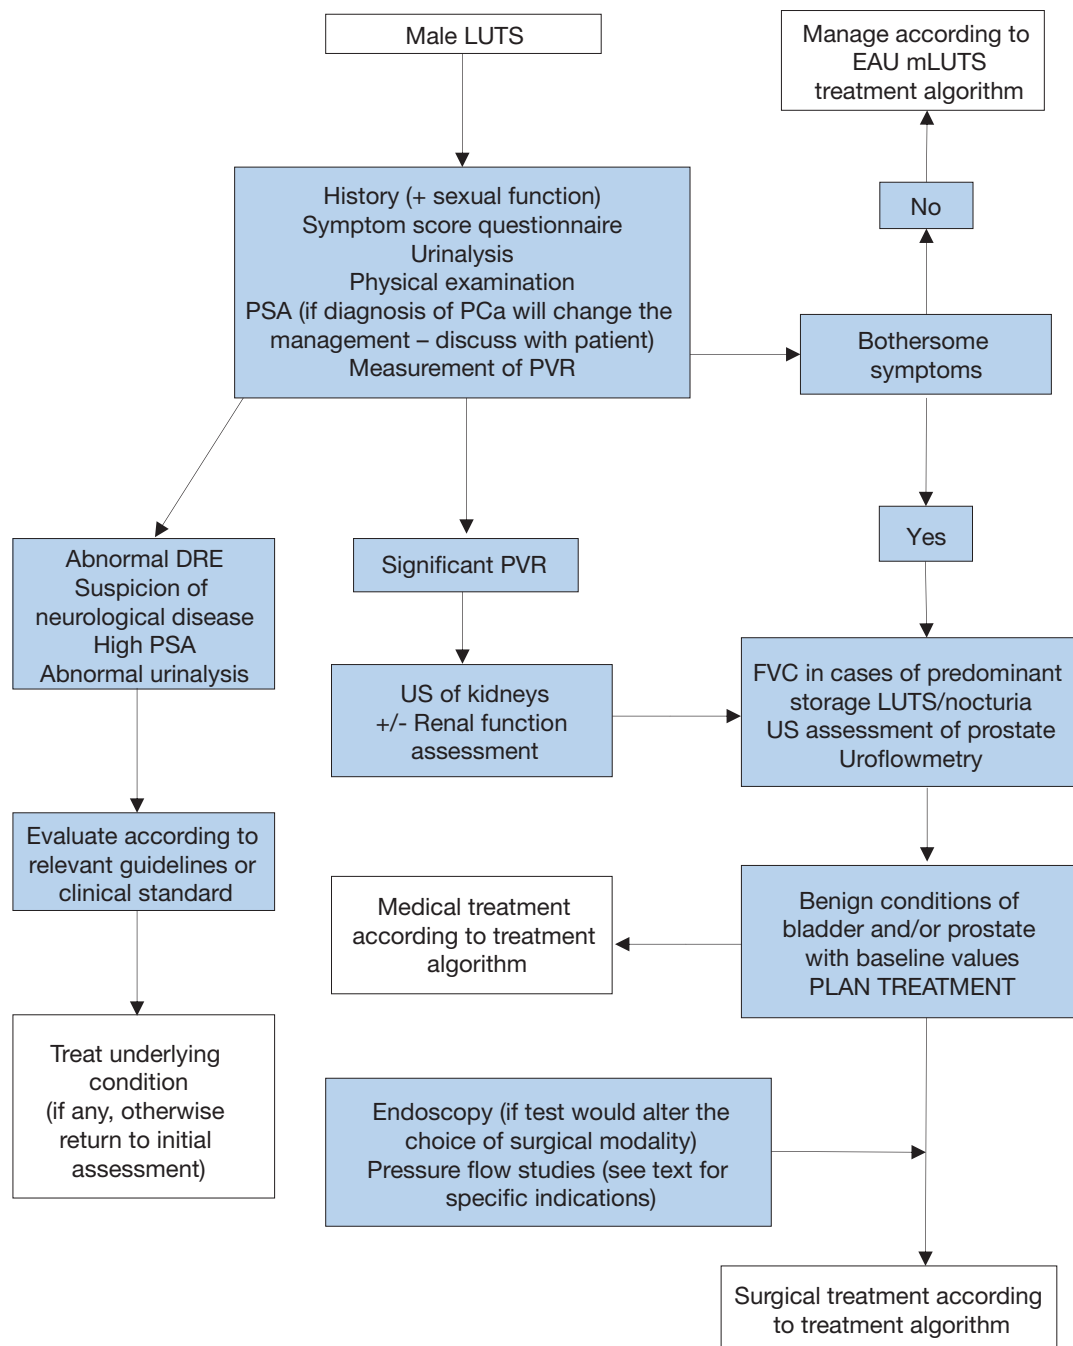 Male LUTS
Manage according to
EAU mLUTS
treatment algorithm
History (+ sexual function)
Symptom score questionnaire
Urinalysis
Physical examination
PSA (if diagnosis of PCa will change the
management – discuss with patient)
Measurement of PVR
No
Bothersome
symptoms
Yes
Abnormal DRE
Suspicion of
neurological disease
High PSA
Abnormal urinalysis
Significant PVR
US of kidneys
+/- Renal function
assessment
FVC in cases of predominant
storage LUTS/nocturia
US assessment of prostate
Uroflowmetry
Evaluate according to
relevant guidelines or
clinical standard
Medical treatment
according to treatment
algorithm
Benign conditions of
bladder and/or prostate
with baseline values
PLAN TREATMENT
Treat underlying
condition
(if any, otherwise
return to initial
assessment)
Endoscopy (if test would alter the
choice of surgical modality)
Pressure flow studies (see text for
specific indications)
Surgical treatment according
to treatment algorithm